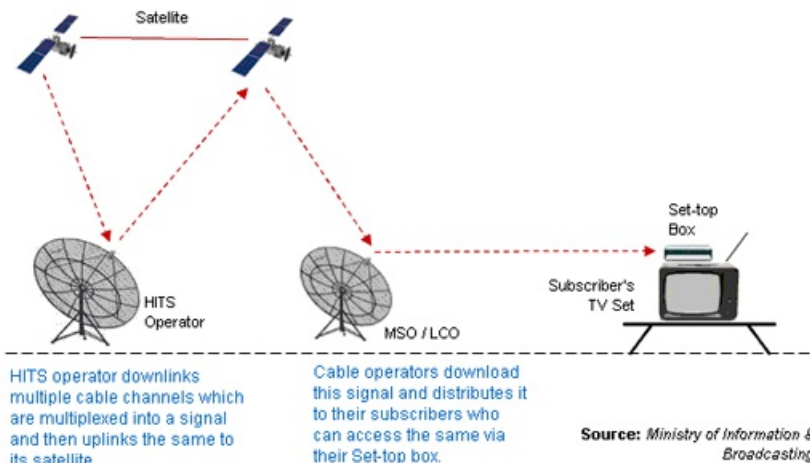 Satellite
Set-top
Box
HITS
Operator
MSO / LCO
Subscriber's
TV Set
HITS operator downlinks
multiple cable channels which
are multiplexed into a signal
and then uplinks the same to
its satellite
Cable operators download
this signal and distributes it
to their subscribers who
can access the same via
their Set-top box.
Source: Ministry of Information &
Broadcasting